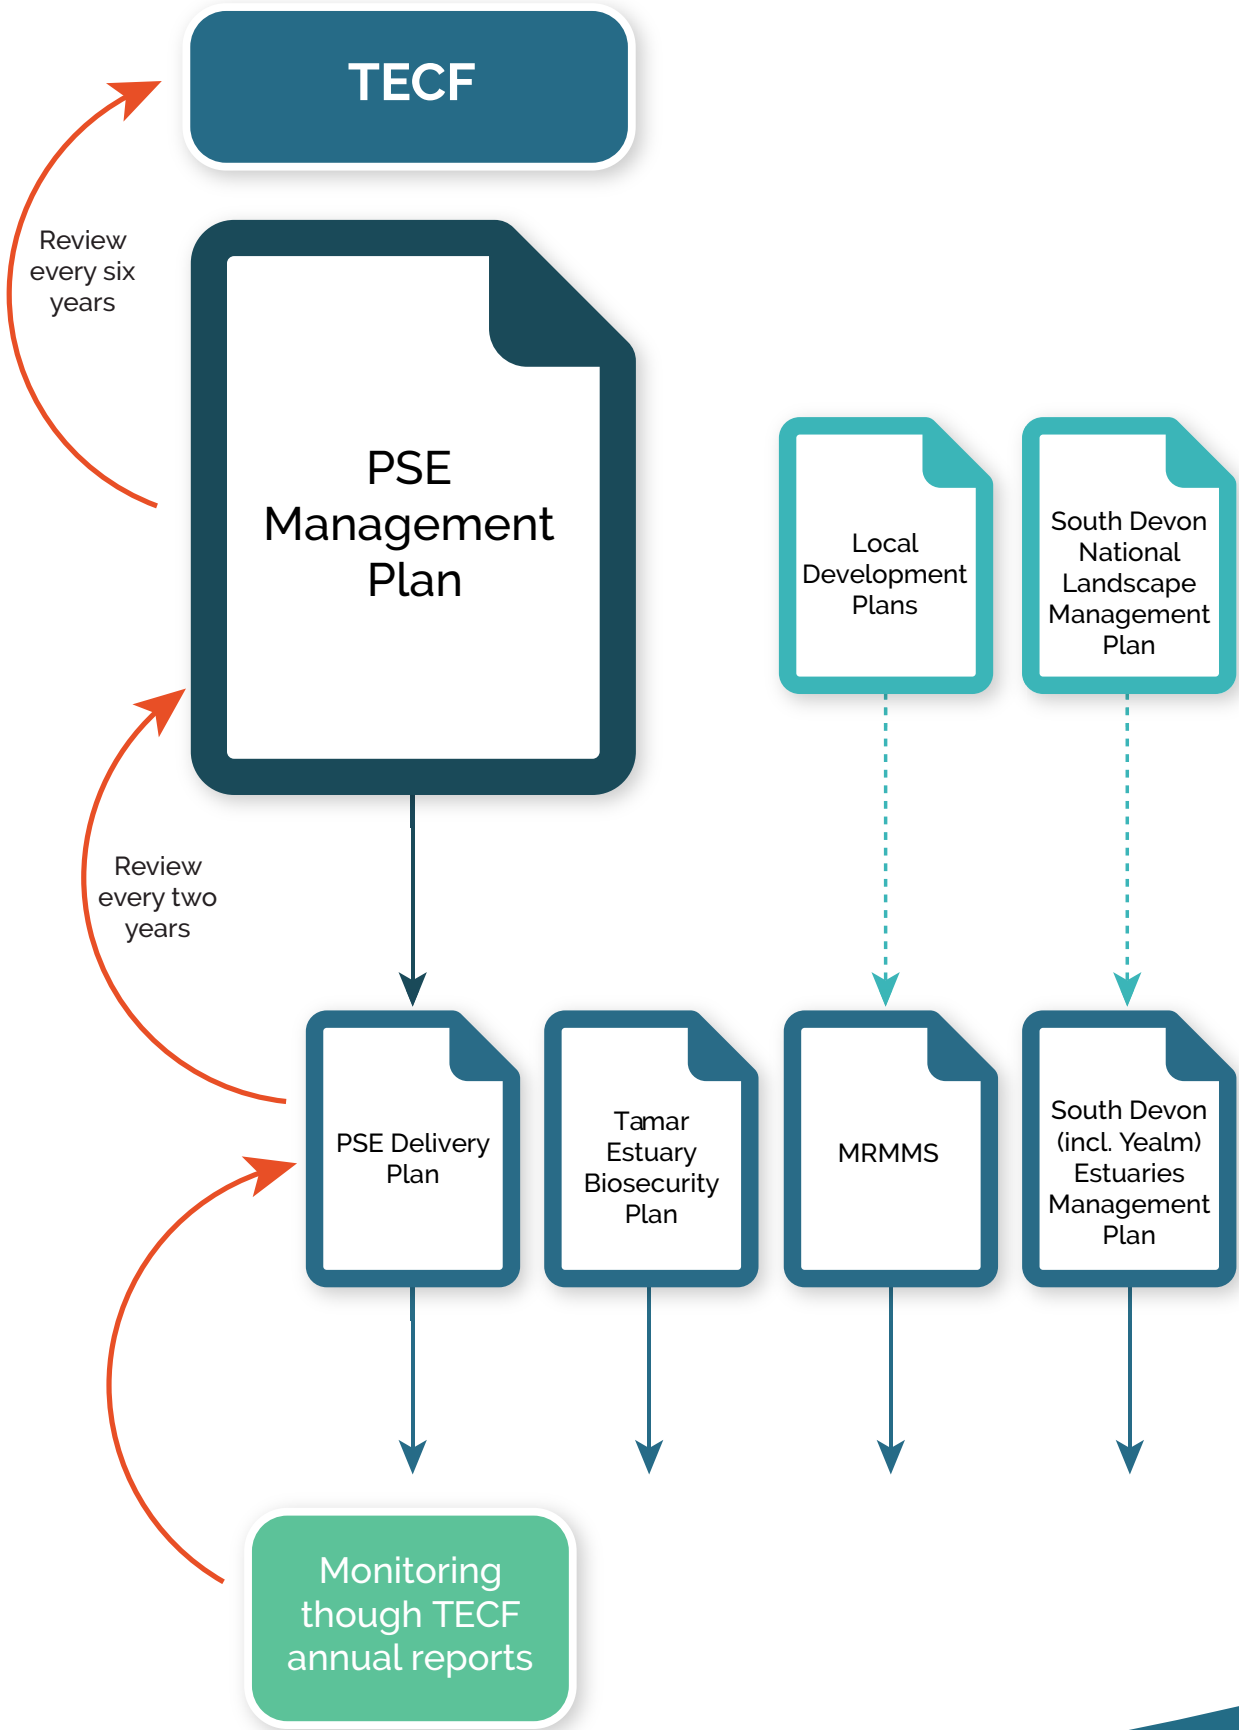 TECF
Review
every six
years
PSE
Management
Plan
Local
Development
Plans
South Devon
National
Landscape
Management
Plan
Review
every two
years
PSE Delivery
Plan
Tamar
Estuary
Biosecurity
Plan
MRMMS
South Devon
(incl. Yealm)
Estuaries
Management
Plan
Monitoring
though TECF
annual reports